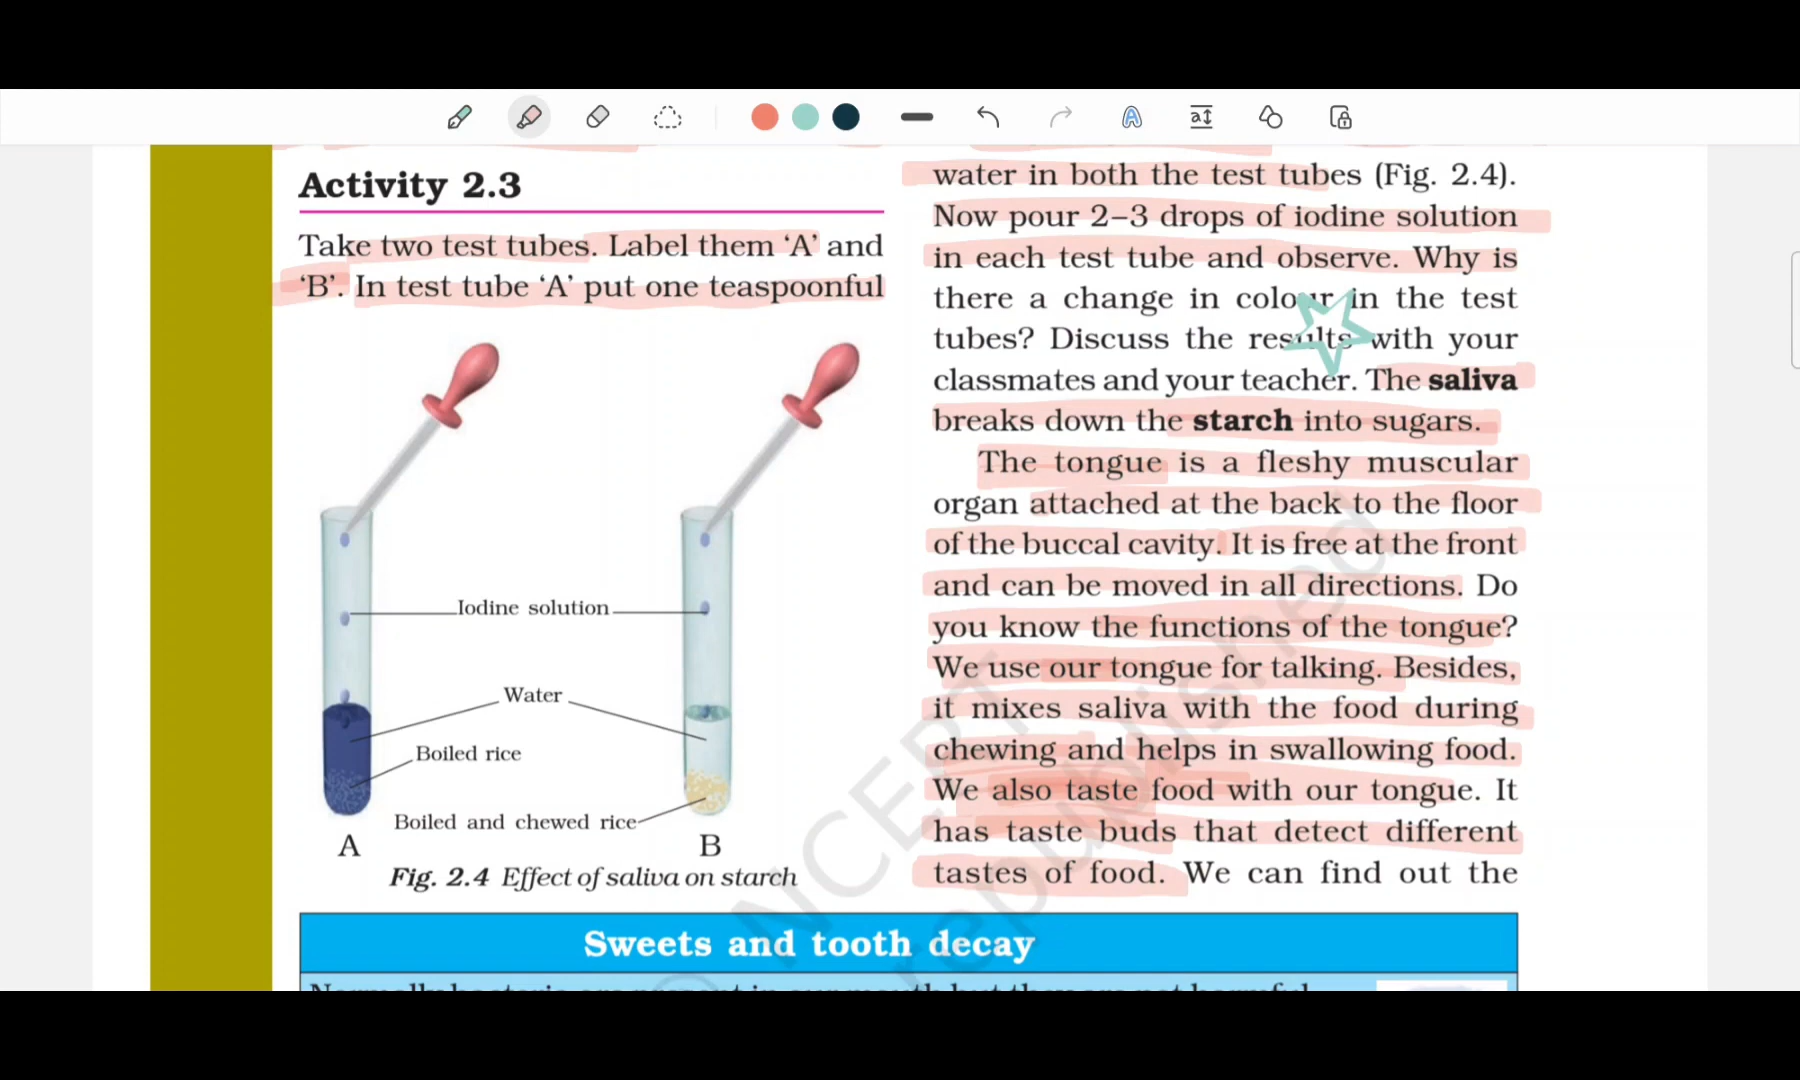 Activity 2.3
Take two test tubes. Label them ‘A’ and
‘B’. In test tube ‘A’ put one teaspoonful
Iodine solution
Water
Boiled rice
Boiled and chewed rice
A
B
Fig. 2.4 Effect of saliva on starch
water in both the test tubes (Fig. 2.4).
Now pour 2–3 drops of iodine solution
in each test tube and observe. Why is
there a change in colour in the test
tubes? Discuss the results with your
classmates and your teacher. The saliva
breaks down the starch into sugars.
The tongue is a fleshy muscular
organ attached at the back to the floor
of the buccal cavity. It is free at the front
and can be moved in all directions. Do
you know the functions of the tongue?
We use our tongue for talking. Besides,
it mixes saliva with the food during
chewing and helps in swallowing food.
We also taste food with our tongue. It
has taste buds that detect different
tastes of food. We can find out the
Sweets and tooth decay
© NCERT
republished